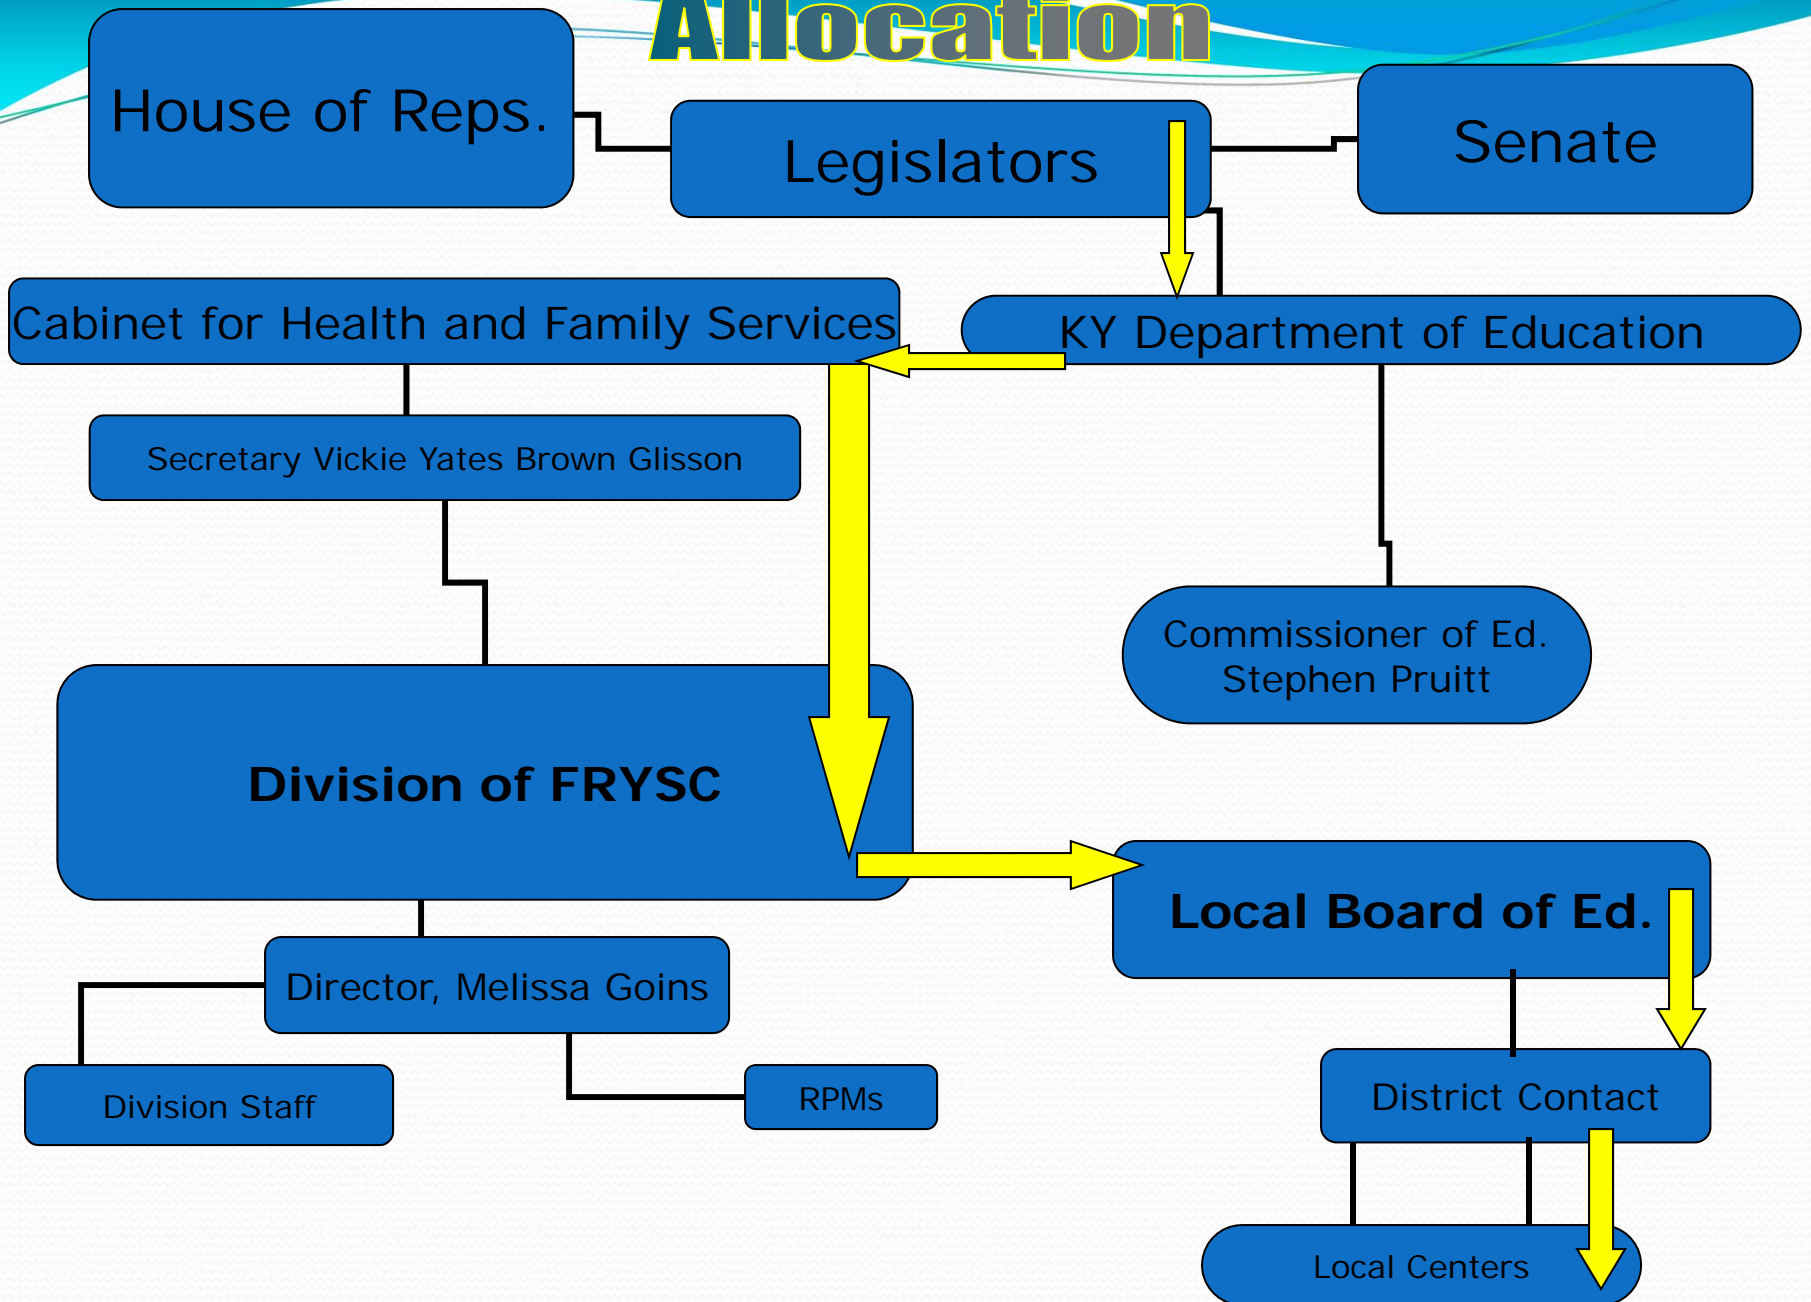 Allocation
House of Reps.
Legislators
Senate
Cabinet for Health and Family Services
KY Department of Education
Secretary Vickie Yates Brown Glisson
Commissioner of Ed.
Stephen Pruitt
Division of FRYSC
Local Board of Ed.
Director, Melissa Goins
Division Staff
RPMs
District Contact
Local Centers